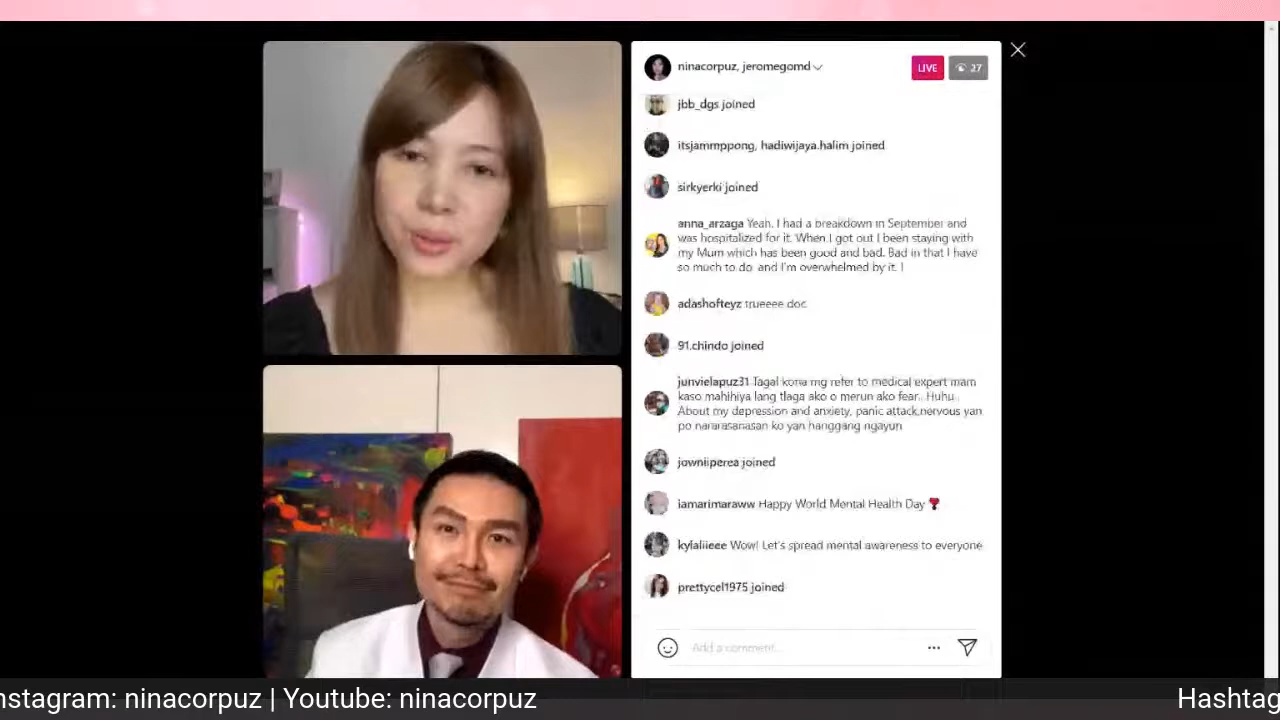 ninacorpuz, jeromegomd
LIVE
27
jbb_dgs joined
itsjammppong, hadiwijaya.halim joined
sirkyerki joined
anna_arzaga Yeah. I had a breakdown in September and
was hospitalized for it. When I got out I been staying with
my Mum which has been good and bad. Bad in that I have
so much to do and I'm overwhelmed by it. I
adashofteyz trueeee doc
91.chindo joined
junvielapuz31 Tagal kona mg refer to medical expert mam
kaso mahihiya lang tlaga ako o merun ako fear.. Huhu
About my depression and anxiety, panic attack,nervous yan
po nararasanasan ko yan hanggang ngayun
jowniiperea joined
iamarimaraww Happy World Mental Health Day
kylaliieee Wow! Let's spread mental awareness to everyone
prettycel1975 joined
Add a comment...
nstagram: ninacorpuz | Youtube: ninacorpuz
Hashtag